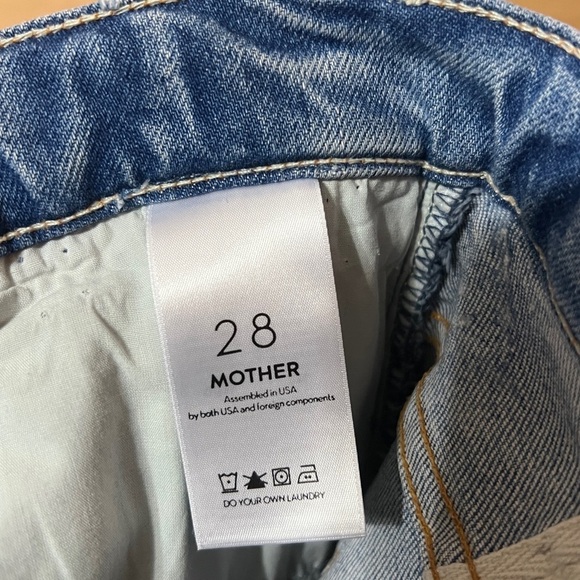 28
MOTHER
Assembled in USA
by both USA and foreign components
DO YOUR OWN LAUNDRY